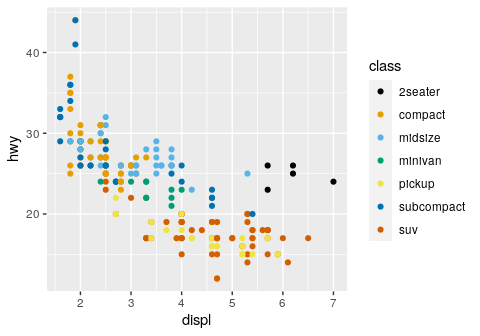 hwy
40
30
20
2
3
4
5
6
7
displ
class
2seater
compact
midsize
minivan
pickup
subcompact
suv